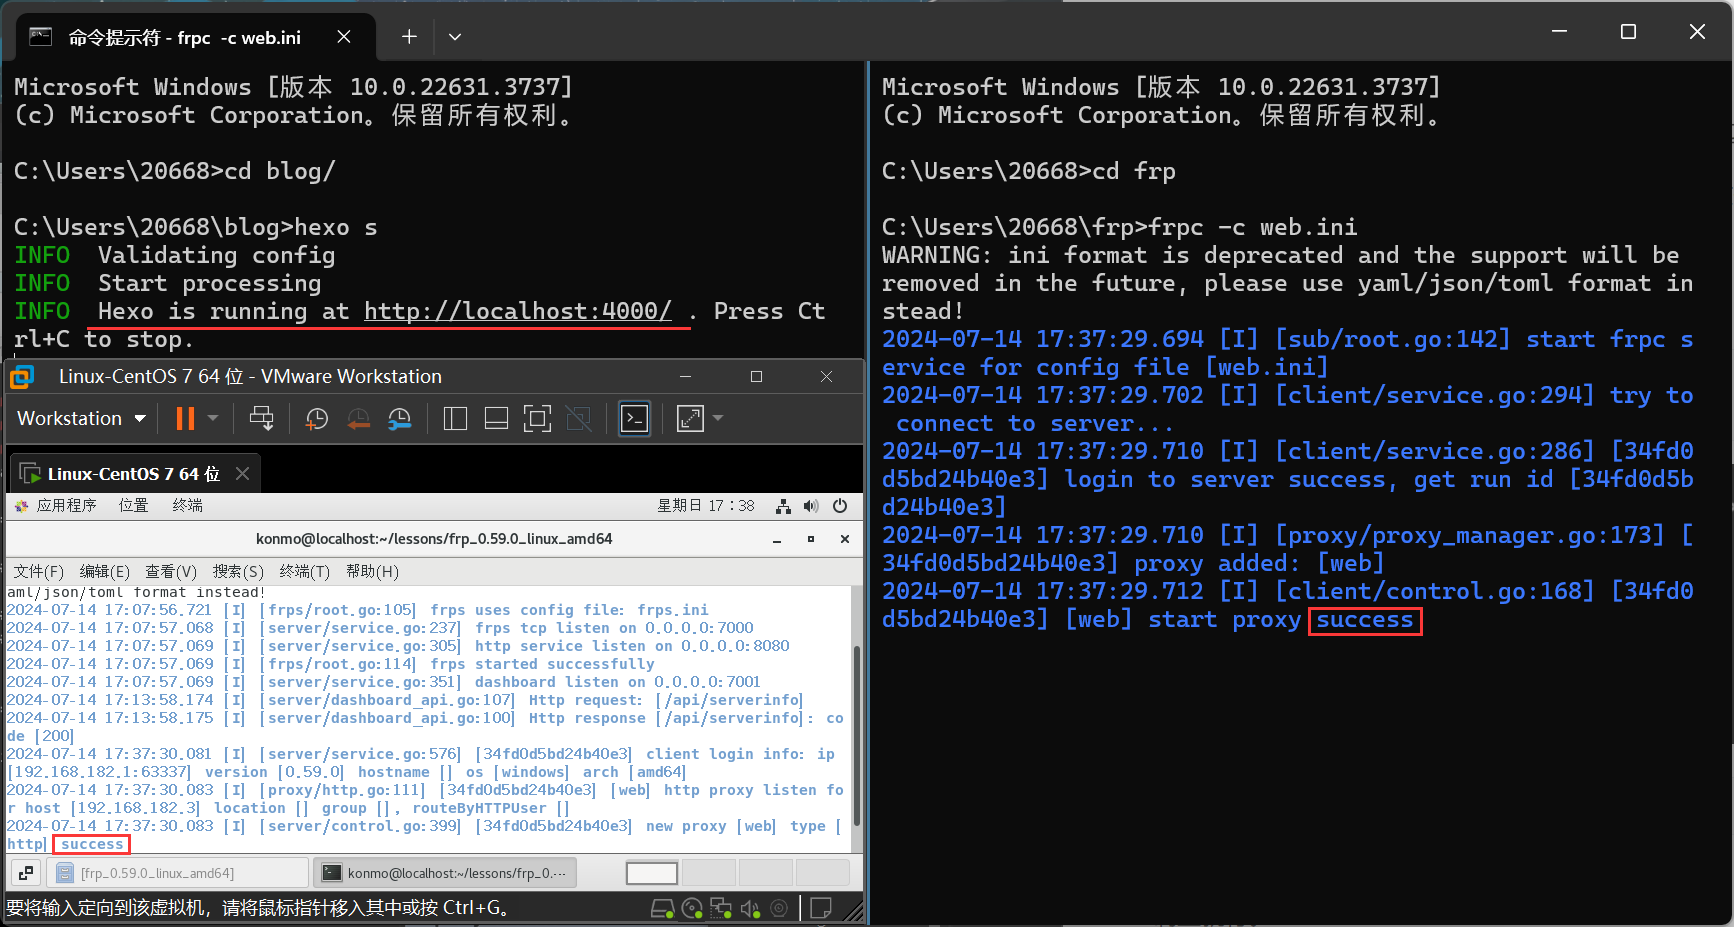 命令提示符 - frpc  -c web.ini
Microsoft Windows [版本 10.0.22631.3737]
(c) Microsoft Corporation。保留所有权利。
C:\Users\20668>cd blog/
C:\Users\20668\blog>hexo s
INFO  Validating config
INFO  Start processing
INFO  Hexo is running at http://localhost:4000/ . Press Ct
rl+C to stop.
Linux-CentOS 7 64 位 - VMware Workstation
Workstation
Linux-CentOS 7 64 位
应用程序 位置 终端 星期日 17：38
konmo@localhost:~/lessons/frp_0.59.0_linux_amd64
文件(F) 编辑(E) 查看(V) 搜索(S) 终端(T) 帮助(H)
aml/json/toml format instead!
2024-07-14 17:07:56.721 [I] [frps/root.go:105] frps uses config file: frps.ini
2024-07-14 17:07:57.068 [I] [server/service.go:237] frps tcp listen on 0.0.0.0:7000
2024-07-14 17:07:57.069 [I] [server/service.go:305] http service listen on 0.0.0.0:8080
2024-07-14 17:07:57.069 [I] [frps/root.go:114] frps started successfully
2024-07-14 17:07:57.069 [I] [server/service.go:351] dashboard listen on 0.0.0.0:7001
2024-07-14 17:13:58.174 [I] [server/dashboard_api.go:107] Http request: [/api/serverinfo]
2024-07-14 17:13:58.175 [I] [server/dashboard_api.go:100] Http response [/api/serverinfo]: co
de [200]
2024-07-14 17:37:30.081 [I] [server/service.go:576] [34fd0d5bd24b40e3] client login info: ip
[192.168.182.1:63337] version [0.59.0] hostname [] os [windows] arch [amd64]
2024-07-14 17:37:30.083 [I] [proxy/http.go:111] [34fd0d5bd24b40e3] [web] http proxy listen fo
r host [192.168.182.3] location [] group [], routeByHTTPUser []
2024-07-14 17:37:30.083 [I] [server/control.go:399] [34fd0d5bd24b40e3] new proxy [web] type [
http] success
[frp_0.59.0_linux_amd64]
konmo@localhost:~/lessons/frp_0.···
要将输入定向到该虚拟机，请将鼠标指针移入其中或按 Ctrl+G。
Microsoft Windows [版本 10.0.22631.3737]
(c) Microsoft Corporation。保留所有权利。
C:\Users\20668>cd frp
C:\Users\20668\frp>frpc -c web.ini
WARNING: ini format is deprecated and the support will be
removed in the future, please use yaml/json/toml format in
stead!
2024-07-14 17:37:29.694 [I] [sub/root.go:142] start frpc s
ervice for config file [web.ini]
2024-07-14 17:37:29.702 [I] [client/service.go:294] try to
connect to server...
2024-07-14 17:37:29.710 [I] [client/service.go:286] [34fd0
d5bd24b40e3] login to server success, get run id [34fd0d5b
d24b40e3]
2024-07-14 17:37:29.710 [I] [proxy/proxy_manager.go:173] [
34fd0d5bd24b40e3] proxy added: [web]
2024-07-14 17:37:29.712 [I] [client/control.go:168] [34fd0
d5bd24b40e3] [web] start proxy success